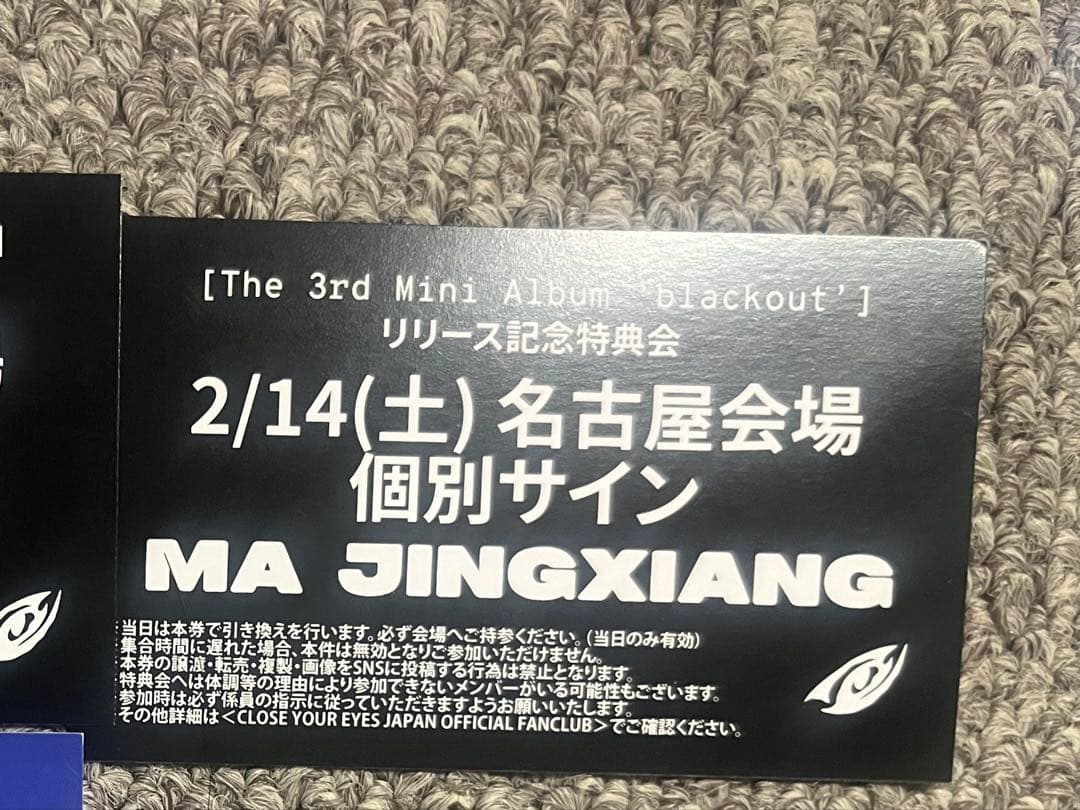 [The 3rd Mini Album 'blackout']
リリース記念特典会
2/14(土) 名古屋会場
個別サイン
MA JINGXIANG
※当日は本券で引き換えを行います。必ず会場へご持参ください。(当日のみ有効)
※集合時間に遅れた場合、本件は無効となりご参加いただけません。
※本券の譲渡・転売・複製・画像をSNSに投稿する行為は禁止となります。
※特典会へは体調等の理由により参加できないメンバーがいる可能性もございます。
※参加時は必ず係員の指示に従っていただきますようお願いいたします。
※その他詳細は<CLOSE YOUR EYES JAPAN OFFICIAL FANCLUB>でご確認ください。